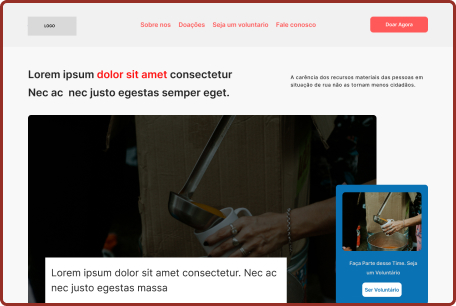 LOGO
Sobre nos Doações Seja um voluntario Fale conosco
Doar Agora
Lorem ipsum dolor sit amet consectetur
Nec ac nec justo egestas semper eget.
A carência dos recursos materiais das pessoas em
situação de rua não as tornam menos cidadãos.
Lorem ipsum dolor sit amet consectetur. Nec ac
nec justo egestas massa
Faça Parte desse Time. Seja
um Voluntário
Ser Voluntário